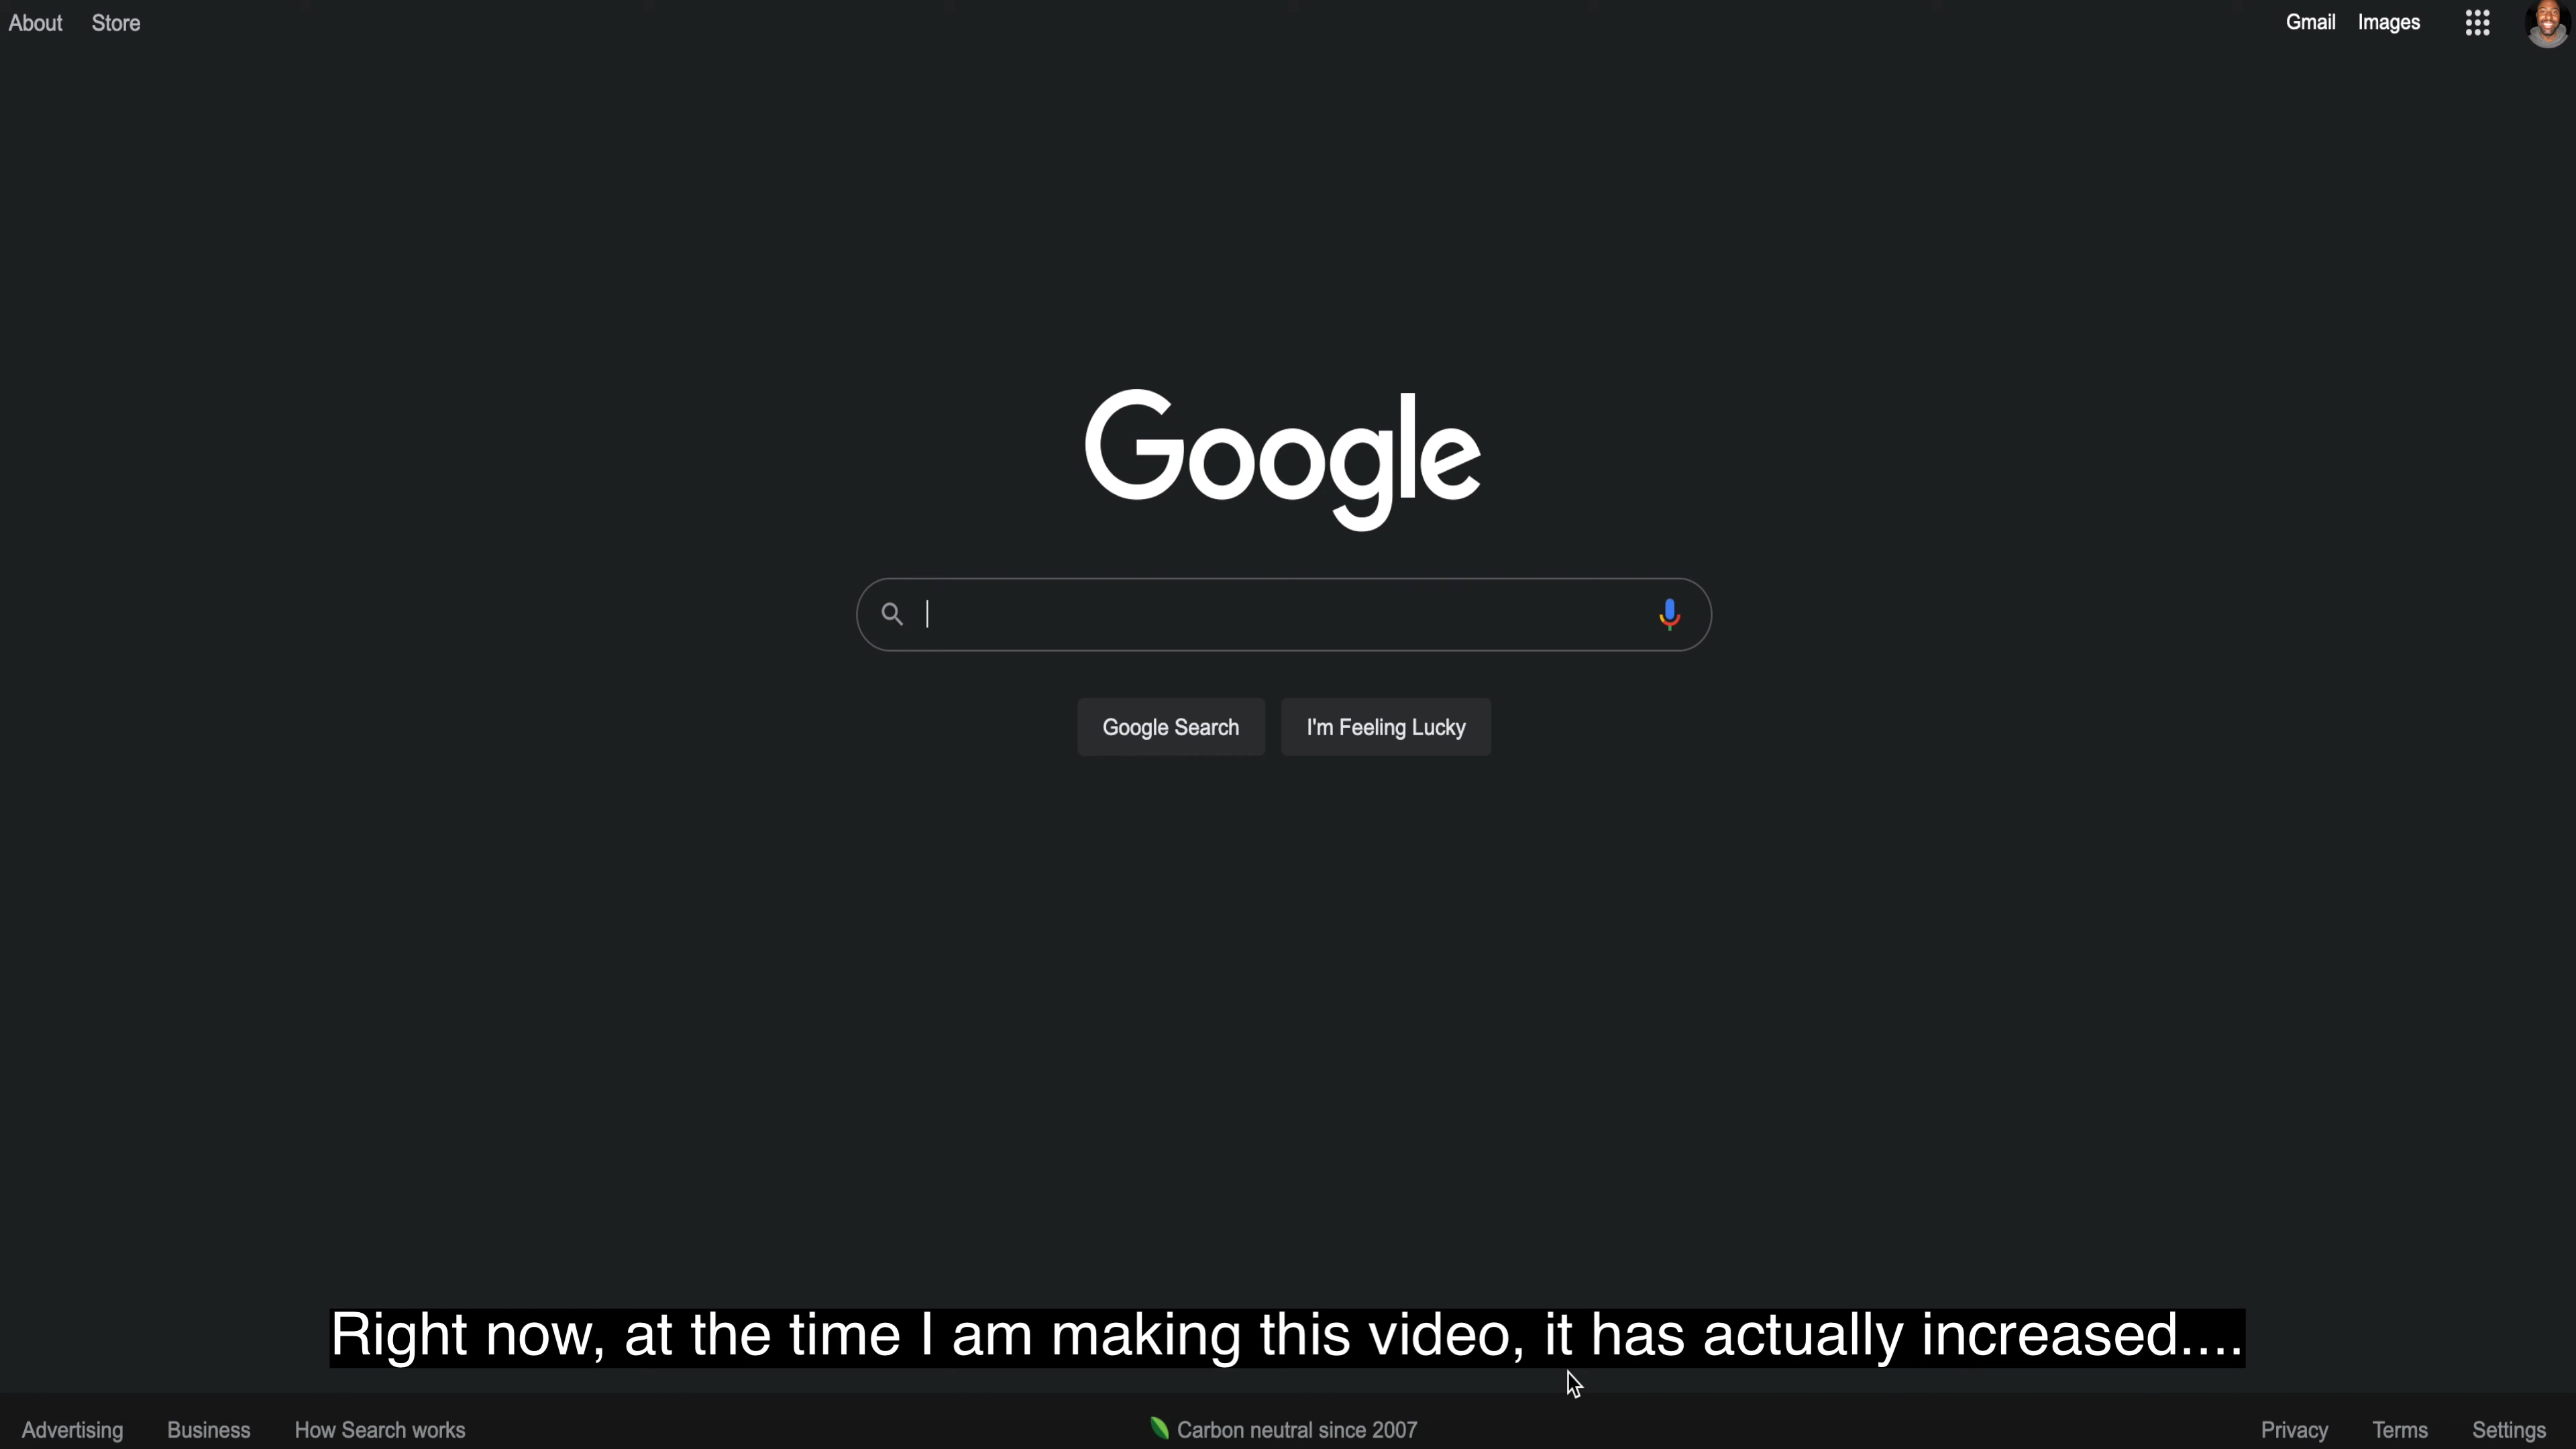 About Store
Gmail Images
Google
Google Search I'm Feeling Lucky
Right now, at the time I am making this video, it has actually increased....
Advertising Business How Search works Carbon neutral since 2007 Privacy Terms Settings